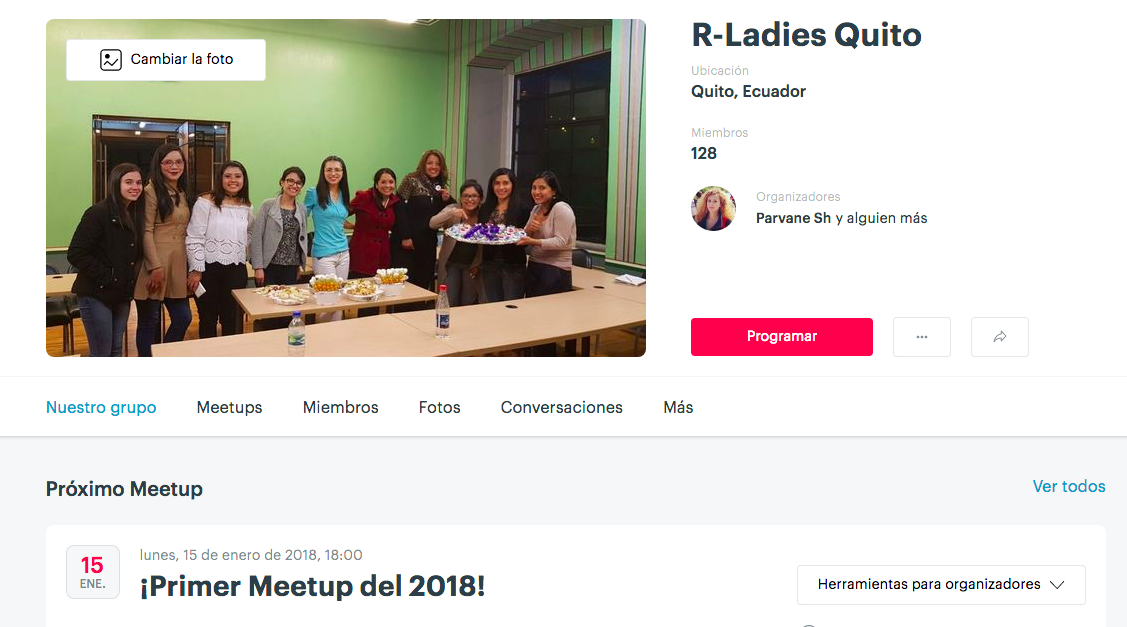 Cambiar la foto
R-Ladies Quito
Ubicación
Quito, Ecuador
Miembros
128
Organizadores
Parvane Sh y alguien más
Programar
Nuestro grupo
Meetups
Miembros
Fotos
Conversaciones
Más
Próximo Meetup
Ver todos
15
ENE.
lunes, 15 de enero de 2018, 18:00
¡Primer Meetup del 2018!
Herramientas para organizadores